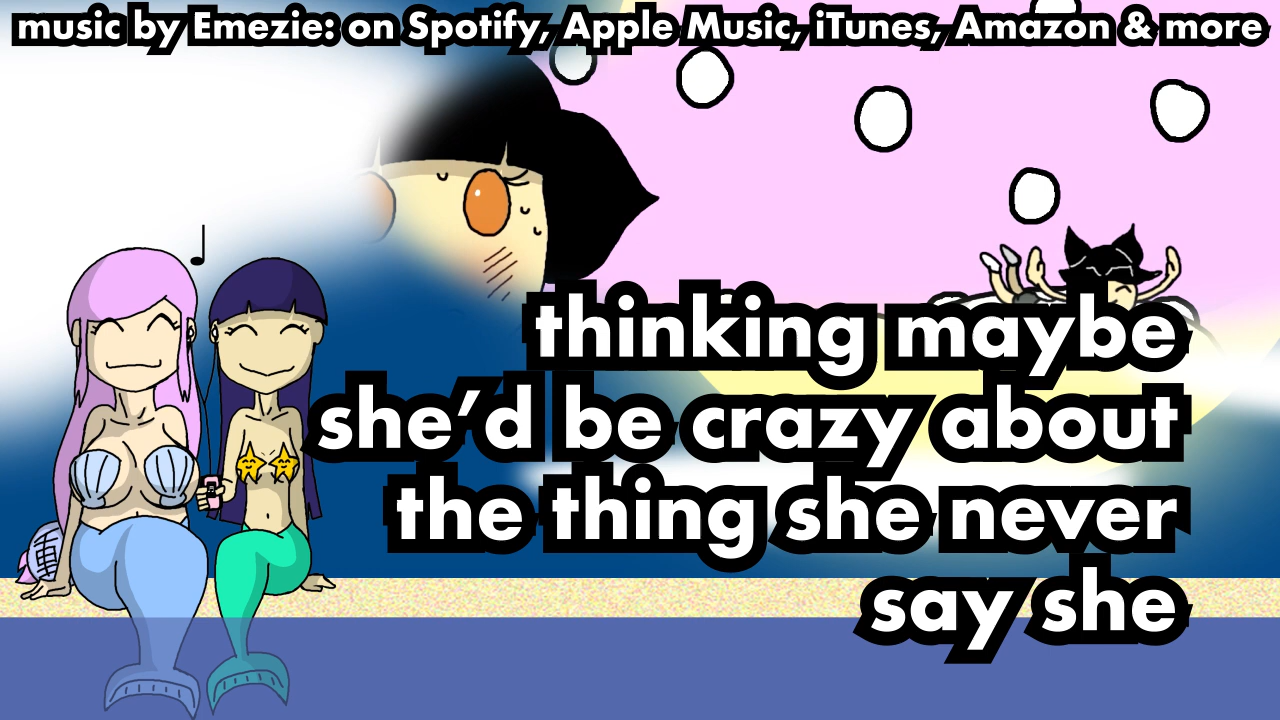 music by Emezie: on Spotify, Apple Music, iTunes, Amazon & more
thinking maybe
she’d be crazy about
the thing she never
say she